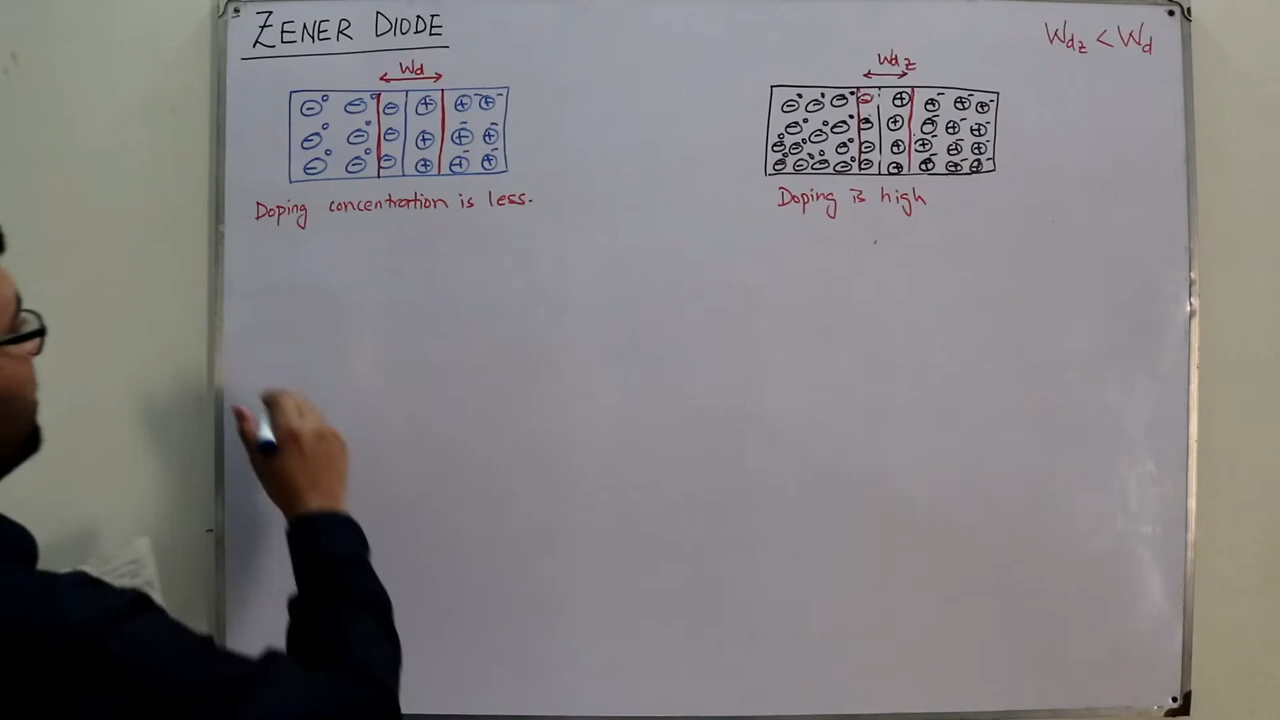 ZENER DIODE
Wdz < Wd
Wd
Wdz
Doping concentration is less.
Doping is high